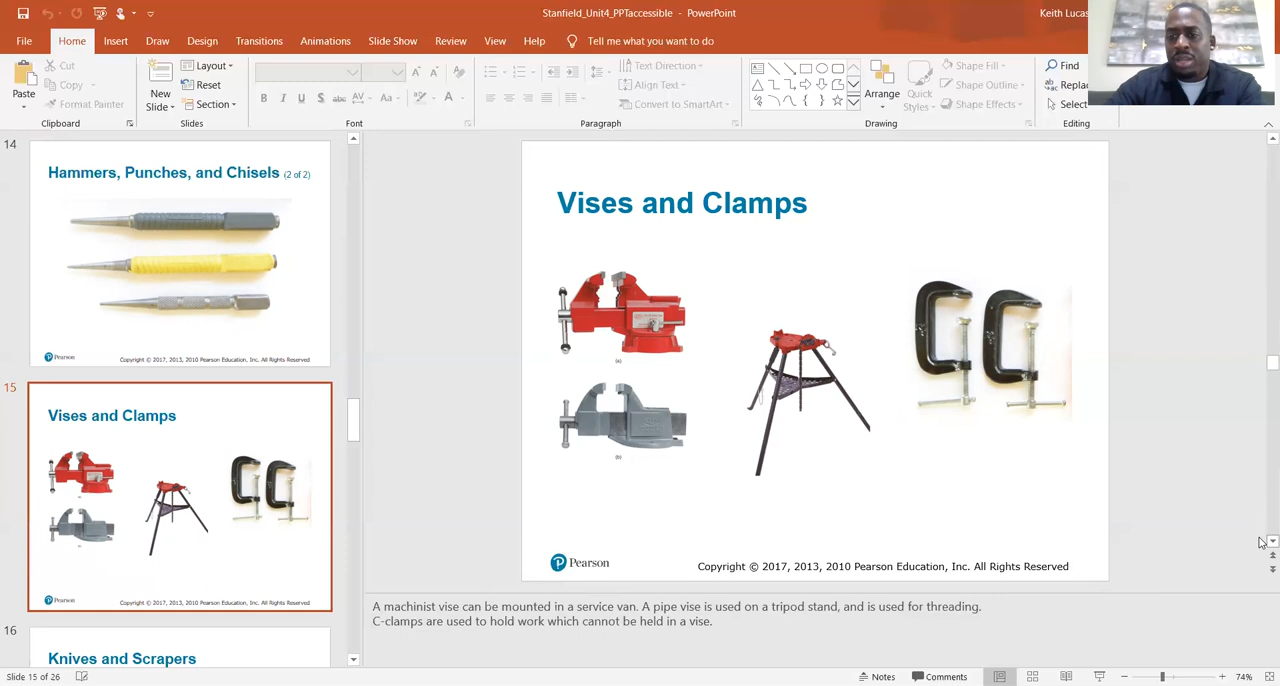 Stanfield_Unit4_PPTaccessible - PowerPoint
Keith Lucas
File Home Insert Draw Design Transitions Animations Slide Show Review View Help Tell me what you want to do
Paste
Cut
Copy
Format Painter
Clipboard
New
Slide
Layout
Reset
Section
Slides
B I U S abc AV Aa A
Font
Text Direction
Align Text
Convert to SmartArt
Paragraph
Arrange
Quick
Styles
Shape Fill
Shape Outline
Shape Effects
Drawing
Find
Replac
Select
Editing
14
Hammers, Punches, and Chisels (2 of 2)
Pearson
Copyright © 2017, 2013, 2010 Pearson Education, Inc. All Rights Reserved
15
Vises and Clamps
Pearson
Copyright © 2017, 2013, 2010 Pearson Education, Inc. All Rights Reserved
16
Knives and Scrapers
Vises and Clamps
(a)
(b)
Pearson
Copyright © 2017, 2013, 2010 Pearson Education, Inc. All Rights Reserved
A machinist vise can be mounted in a service van. A pipe vise is used on a tripod stand, and is used for threading.
C-clamps are used to hold work which cannot be held in a vise.
Slide 15 of 26
Notes
Comments
74%